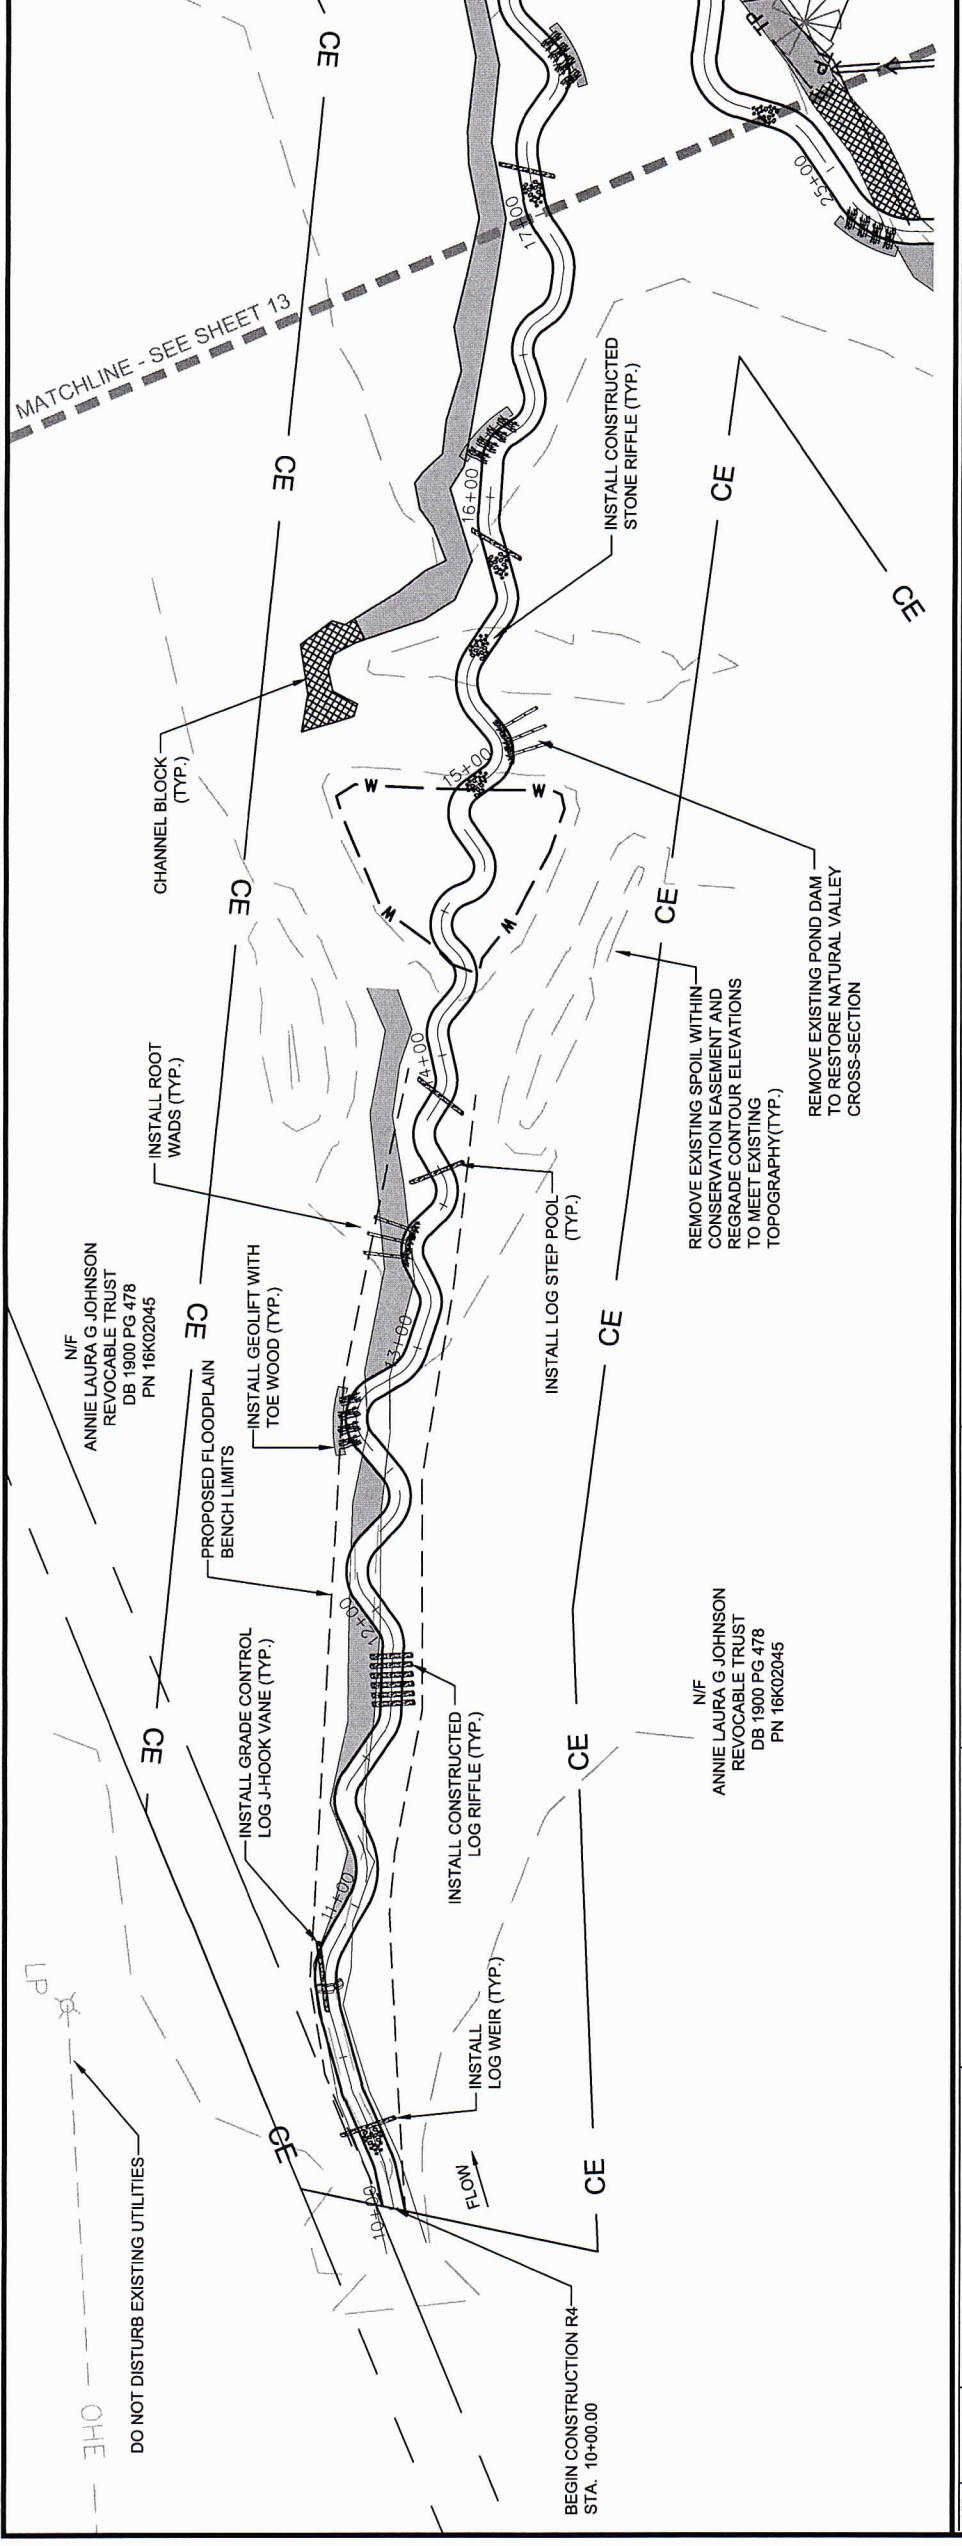 OHE
LP
DO NOT DISTURB EXISTING UTILITIES
BEGIN CONSTRUCTION R4
STA. 10+00.00
FLOW
10+00
INSTALL
LOG WEIR (TYP.)
CE
CE
INSTALL GRADE CONTROL
LOG J-HOOK VANE (TYP.)
11+00
INSTALL CONSTRUCTED
LOG RIFFLE (TYP.)
12+00
CE
CE
PROPOSED FLOODPLAIN
BENCH LIMITS
INSTALL GEOLIFT WITH
TOE WOOD (TYP.)
N/F
ANNIE LAURA G JOHNSON
REVOCABLE TRUST
DB 1900 PG 478
PN 16K02045
N/F
ANNIE LAURA G JOHNSON
REVOCABLE TRUST
DB 1900 PG 478
PN 16K02045
13+00
CE
CE
INSTALL ROOT
WADS (TYP.)
INSTALL LOG STEP POOL
(TYP.)
14+00
REMOVE EXISTING SPOIL WITHIN
CONSERVATION EASEMENT AND
REGRADE CONTOUR ELEVATIONS
TO MEET EXISTING
TOPOGRAPHY(TYP.)
REMOVE EXISTING POND DAM
TO RESTORE NATURAL VALLEY
CROSS-SECTION
CE
CE
W
W
W
W
15+00
CHANNEL BLOCK
(TYP.)
INSTALL CONSTRUCTED
STONE RIFFLE (TYP.)
16+00
CE
CE
CE
MATCHLINE - SEE SHEET 13
17+00
CE
25+00
TP
TP